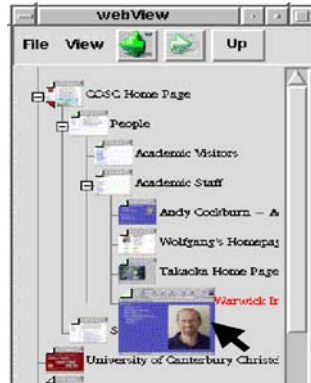 webView
File View Up
COSC Home Page
People
Academic Visitors
Academic Staff
Andy Cockburn – A
Wolfgang's Homepag
Takaoka Home Page
Warwick Ir
S
University of Canterbury Christc